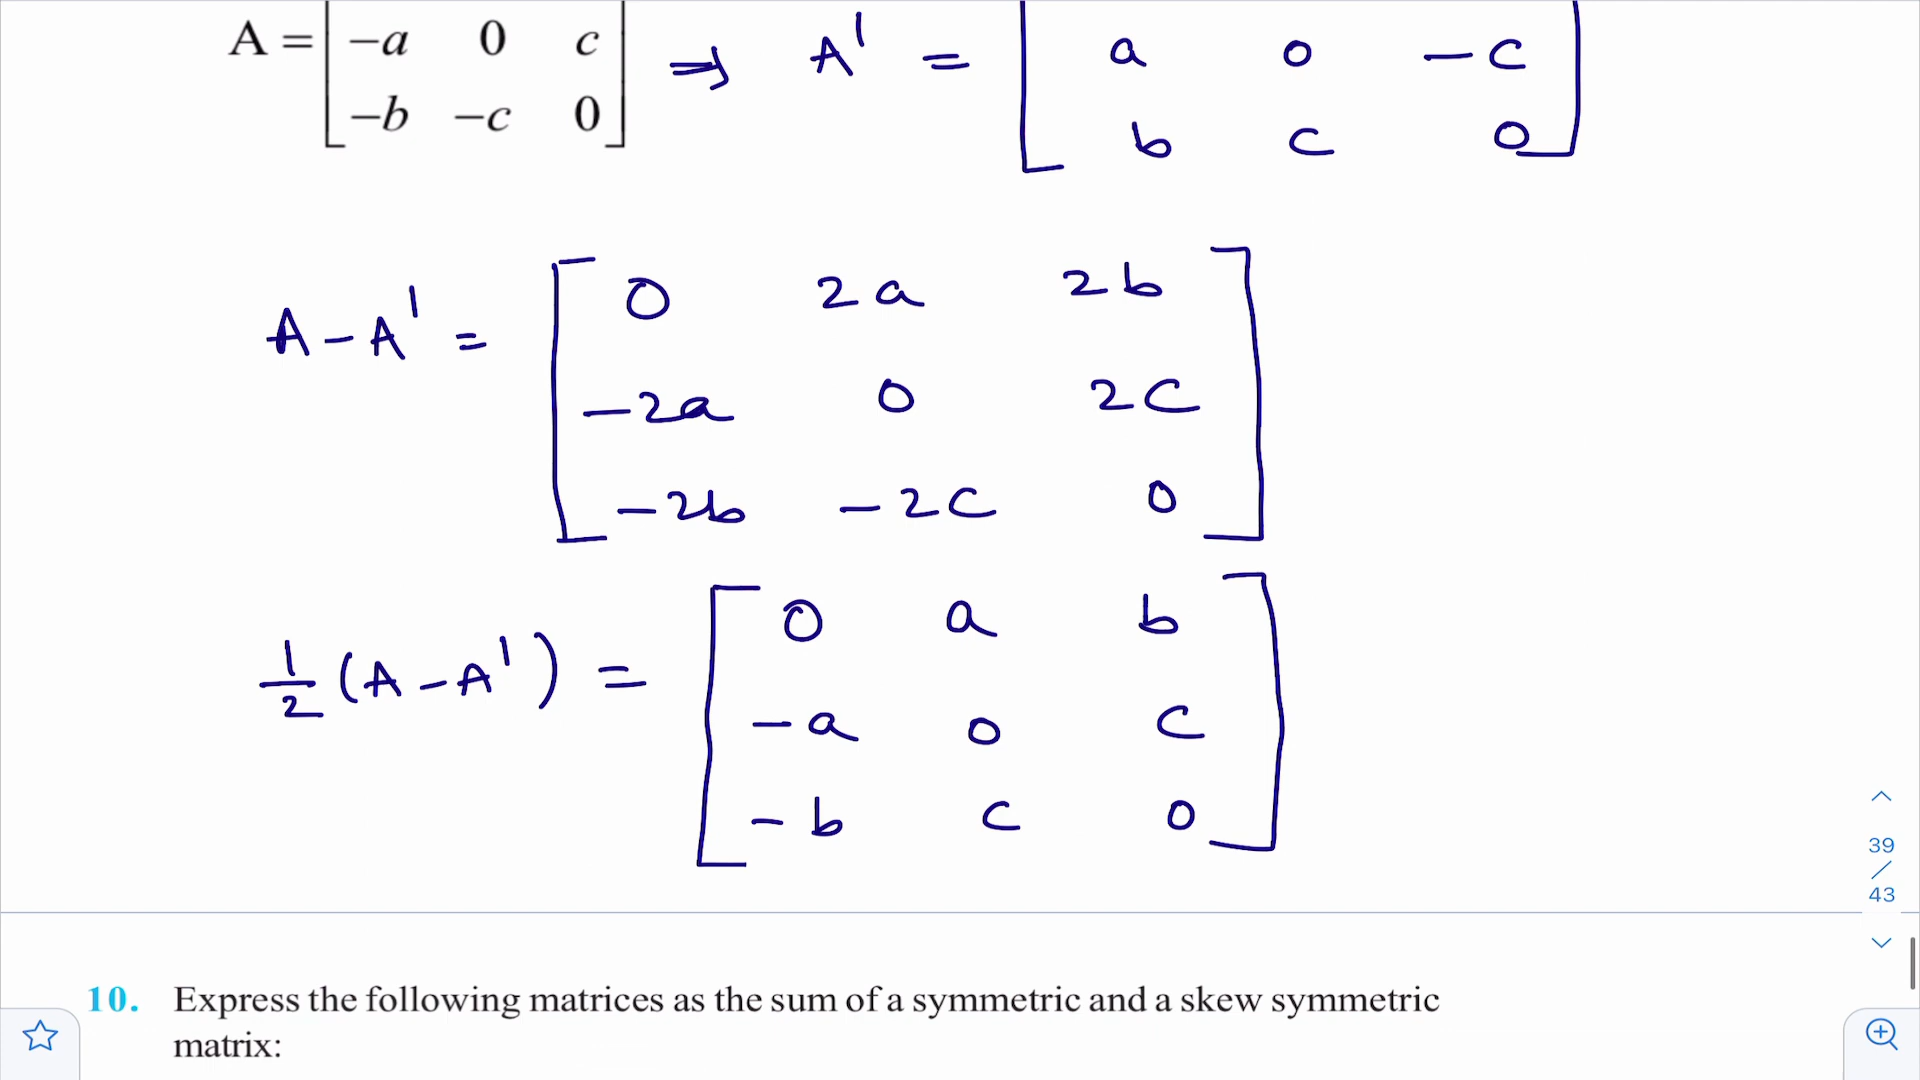 A = −a 0 c ⇒ A' = a 0 −c
−b −c 0 b c 0
0 2a 2b
A − A' = −2a 0 2c
−2b −2c 0
0 a b
1/2 (A − A') = −a 0 c
−b c 0
39
/
43
10. Express the following matrices as the sum of a symmetric and a skew symmetric
matrix: